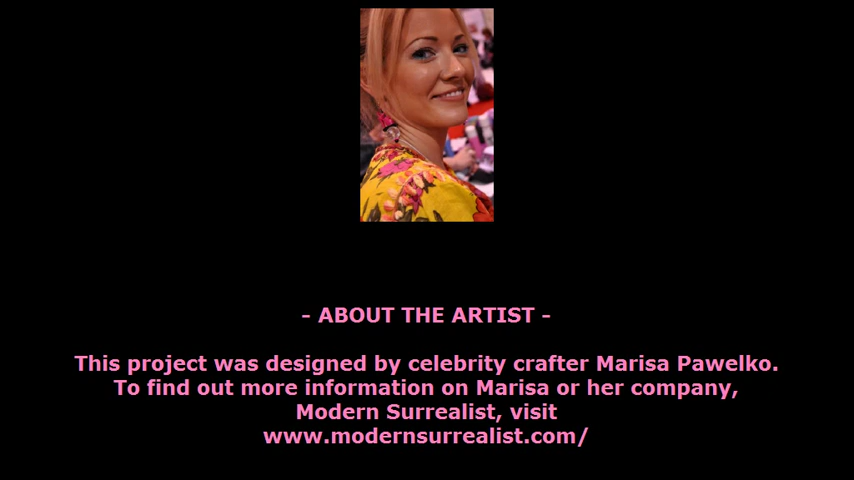 - ABOUT THE ARTIST -
This project was designed by celebrity crafter Marisa Pawelko.
To find out more information on Marisa or her company,
Modern Surrealist, visit
www.modernsurrealist.com/